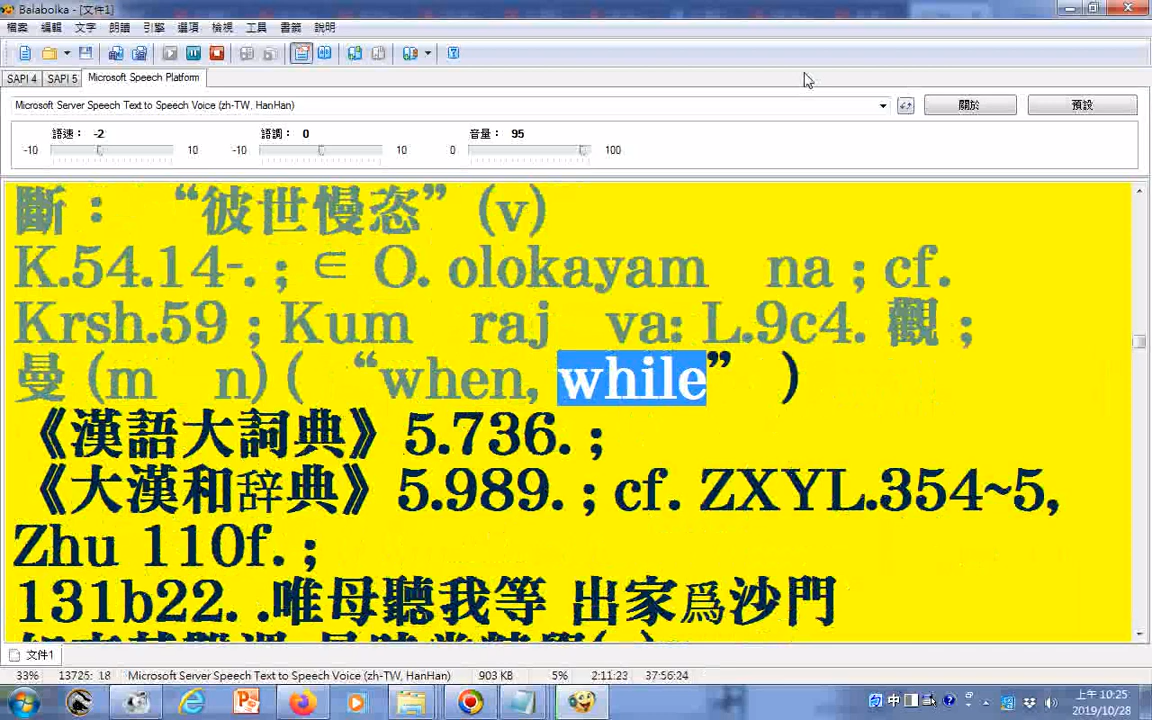 Balabolka - [文件1]
檔案 編輯 文字 朗讀 引擎 選項 檢視 工具 書籤 說明
SAPI 4 SAPI 5 Microsoft Speech Platform
Microsoft Server Speech Text to Speech Voice (zh-TW, HanHan) 關於 預設
語速： -2 語調： 0 音量： 95
-10 10 -10 10 0 100
斷： “彼世慢恣” (v)
K.54.14-. ; ∈ O. olokayam na ; cf.
Krsh.59 ; Kum raj va: L.9c4. 觀 ;
曼 (m n) ( “when, while” )
《漢語大詞典》 5.736. ;
《大漢和辞典》 5.989. ; cf. ZXYL.354~5,
Zhu 110f. ;
131b22. .唯母聽我等 出家爲沙門
文件1
33% 13725: 18 Microsoft Server Speech Text to Speech Voice (zh-TW, HanHan) 903 KB 5% 2:11:23 37:56:24
中 上午 10:25
2019/10/28